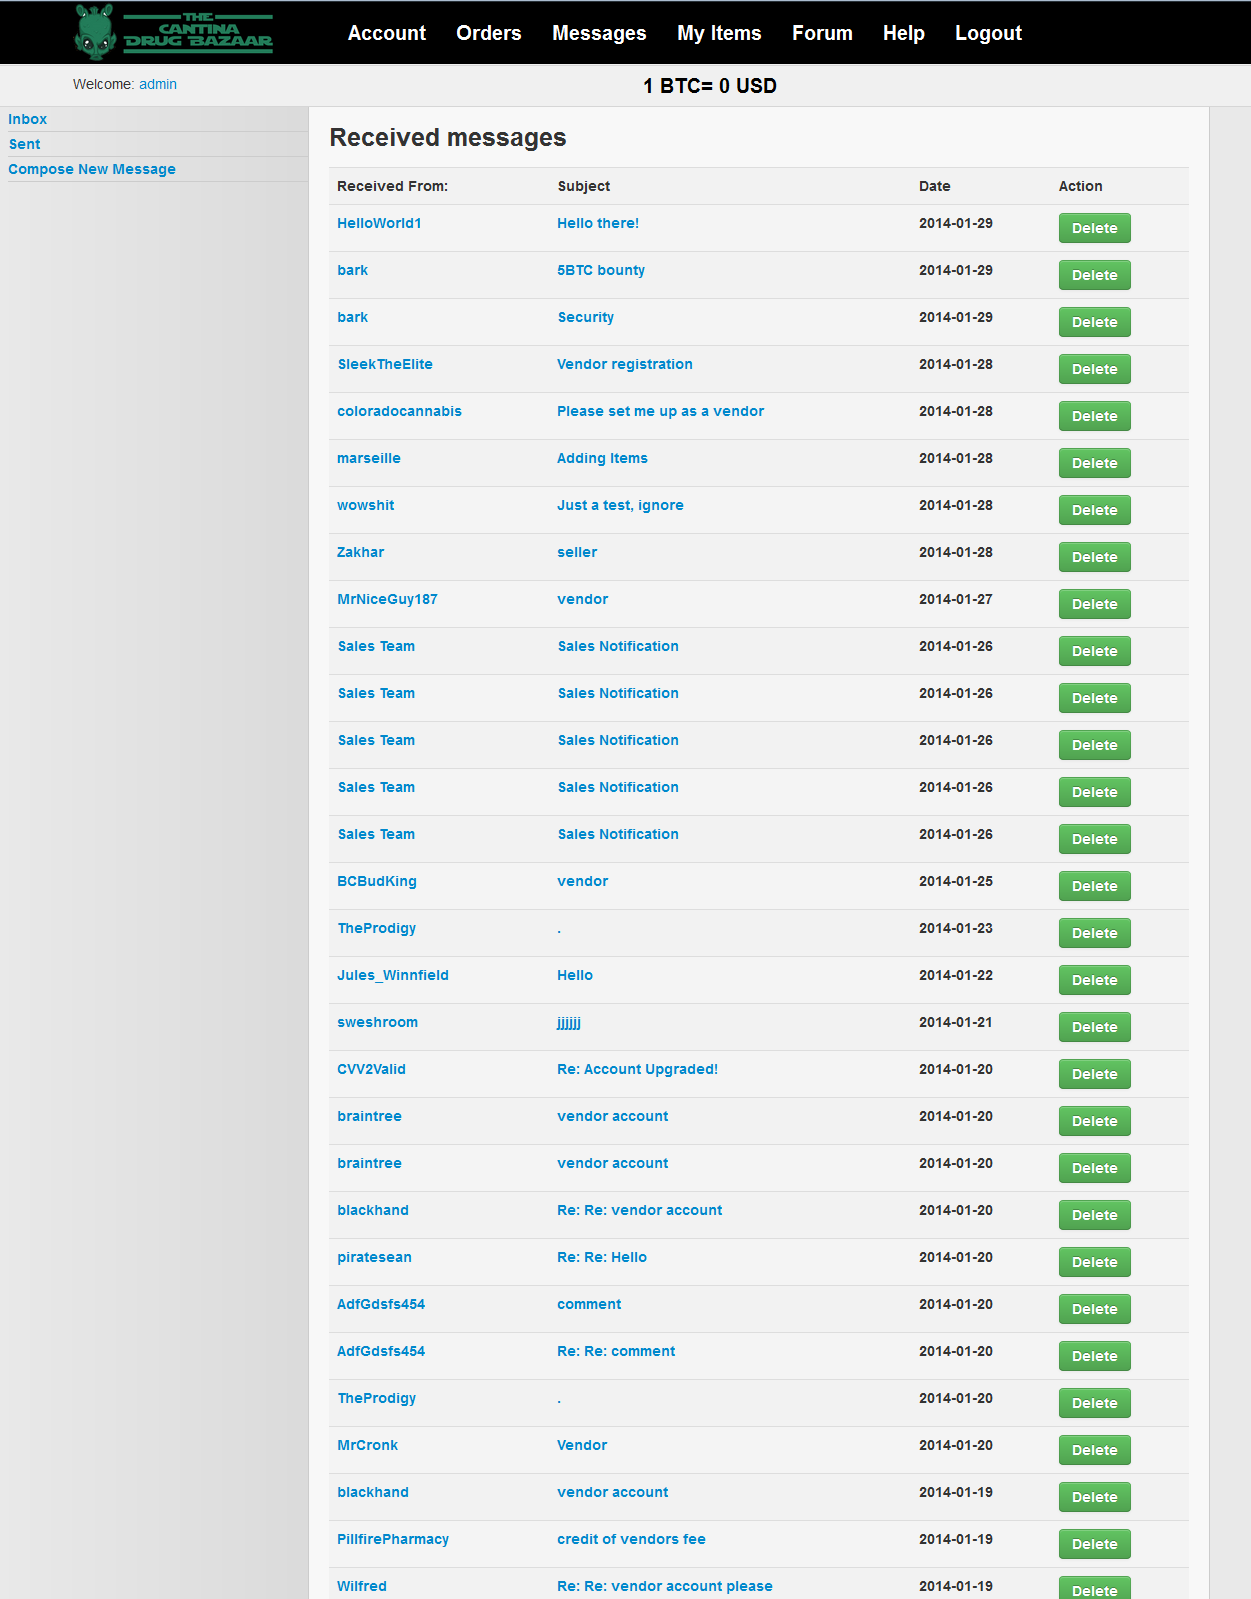 THE
CANTINA
DRUG BAZAAR
Account Orders Messages My Items Forum Help Logout
Welcome: admin
1 BTC= 0 USD
Inbox
Sent
Compose New Message
Received messages
Received From: Subject Date Action
HelloWorld1 Hello there! 2014-01-29 Delete
bark 5BTC bounty 2014-01-29 Delete
bark Security 2014-01-29 Delete
SleekTheElite Vendor registration 2014-01-28 Delete
coloradocannabis Please set me up as a vendor 2014-01-28 Delete
marseille Adding Items 2014-01-28 Delete
wowshit Just a test, ignore 2014-01-28 Delete
Zakhar seller 2014-01-28 Delete
MrNiceGuy187 vendor 2014-01-27 Delete
Sales Team Sales Notification 2014-01-26 Delete
Sales Team Sales Notification 2014-01-26 Delete
Sales Team Sales Notification 2014-01-26 Delete
Sales Team Sales Notification 2014-01-26 Delete
Sales Team Sales Notification 2014-01-26 Delete
BCBudKing vendor 2014-01-25 Delete
TheProdigy . 2014-01-23 Delete
Jules_Winnfield Hello 2014-01-22 Delete
sweshroom jjjjjj 2014-01-21 Delete
CVV2Valid Re: Account Upgraded! 2014-01-20 Delete
braintree vendor account 2014-01-20 Delete
braintree vendor account 2014-01-20 Delete
blackhand Re: Re: vendor account 2014-01-20 Delete
piratesean Re: Re: Hello 2014-01-20 Delete
AdfGdsfs454 comment 2014-01-20 Delete
AdfGdsfs454 Re: Re: comment 2014-01-20 Delete
TheProdigy . 2014-01-20 Delete
MrCronk Vendor 2014-01-20 Delete
blackhand vendor account 2014-01-19 Delete
PillfirePharmacy credit of vendors fee 2014-01-19 Delete
Wilfred Re: Re: vendor account please 2014-01-19 Delete